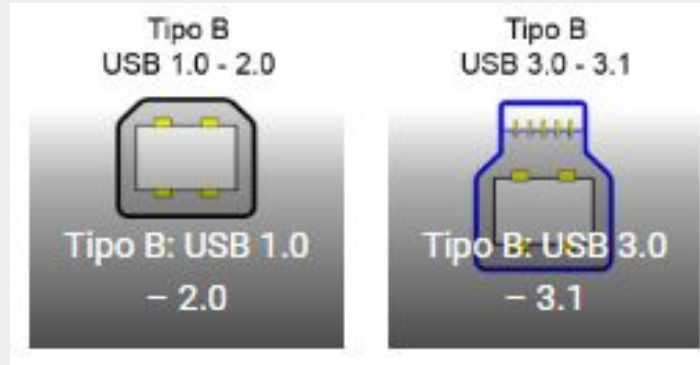 Tipo B
USB 1.0 - 2.0
Tipo B: USB 1.0
– 2.0
Tipo B
USB 3.0 - 3.1
Tipo B: USB 3.0
– 3.1